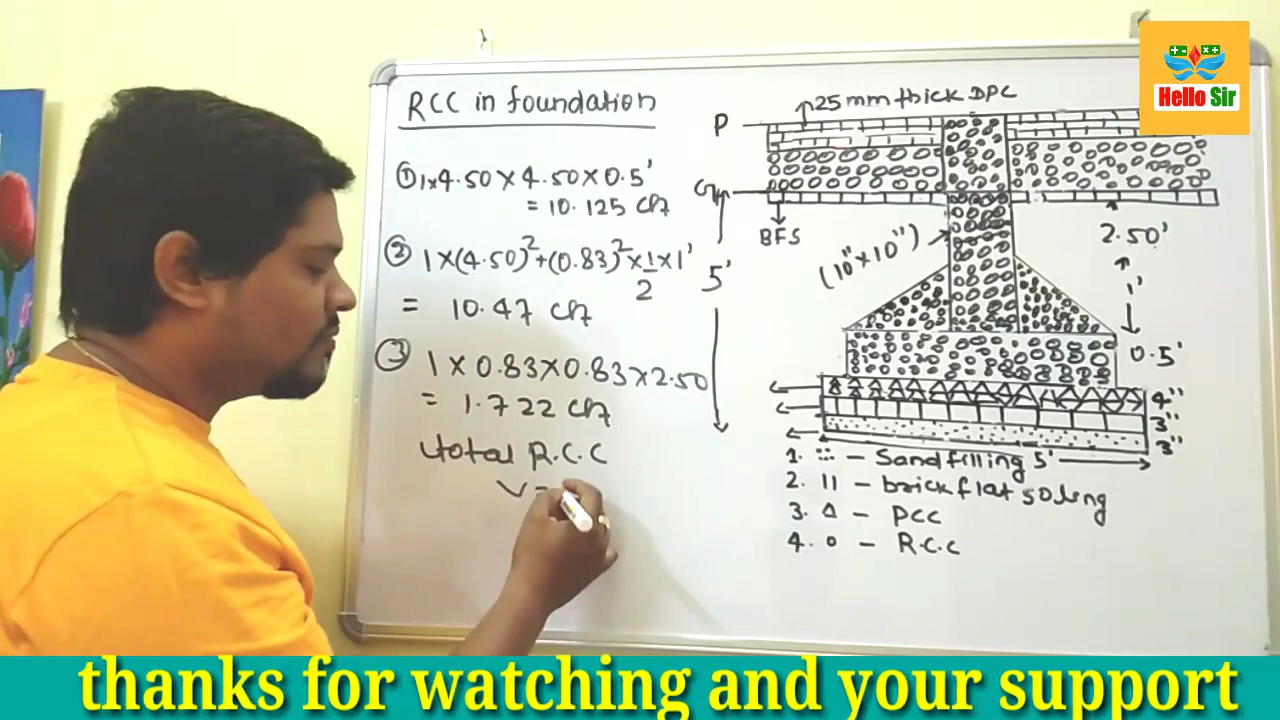 RCC in foundation
① 1×4.50×4.50×0.5'
= 10.125 cft
② 1×(4.50)²+(0.83)²×1/2×1'
= 10.47 cft
③ 1×0.83×0.83×2.50
= 1.722 cft
total R.C.C
V =
25 mm thick DPC
P
BFS
(10"×10")
5'
2.50'
1'
0.5'
4"
3"
3"
1. ::: – Sand filling 5'
2. II – brick flat soling
3. Δ – PCC
4. o – R.C.C
Hello Sir
thanks for watching and your support